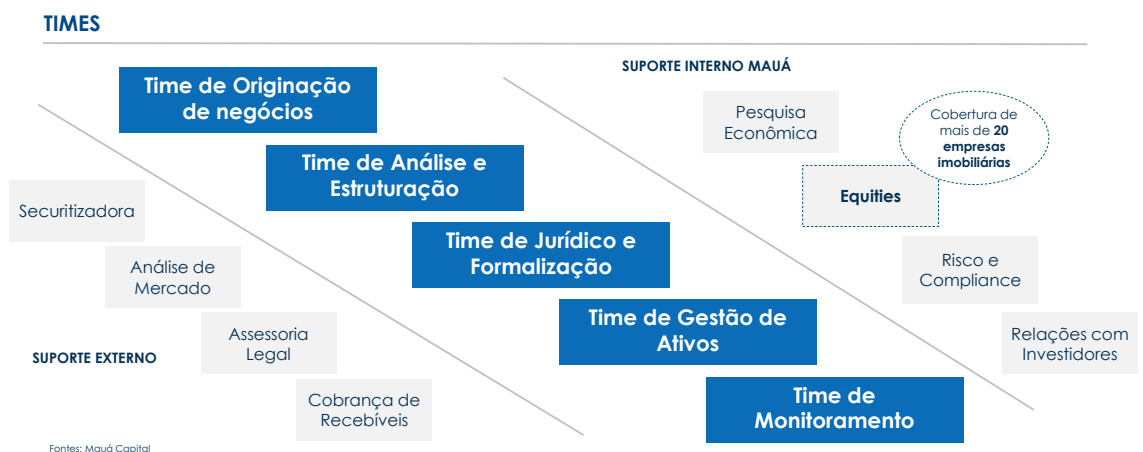 TIMES
Time de Originação
de negócios
Time de Análise e
Estruturação
Time de Jurídico e
Formalização
Time de Gestão de
Ativos
Time de
Monitoramento
SUPORTE INTERNO MAUÁ
Pesquisa
Econômica
Cobertura de
mais de 20
empresas
imobiliárias
Equities
Risco e
Compliance
Relações com
Investidores
Securitizadora
Análise de
Mercado
Assessoria
Legal
Cobrança de
Recebíveis
SUPORTE EXTERNO
Fontes: Mauá Capital